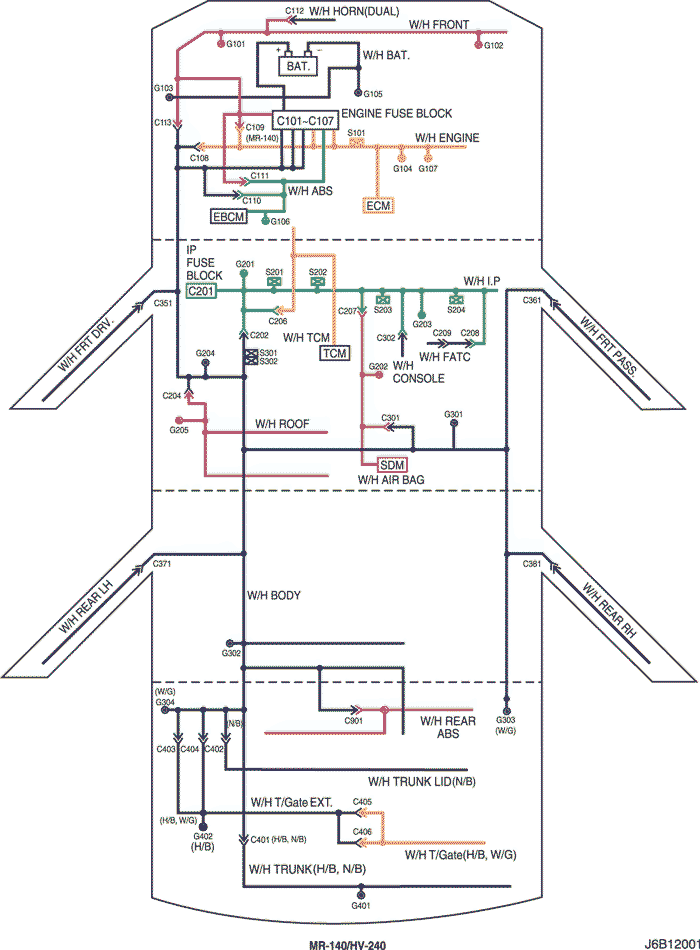 C112
W/H HORN(DUAL)
W/H FRONT
G101
G102
+
−
BAT.
W/H BAT.
G103
G105
C113
C109
(MR-140)
C101~C107
ENGINE FUSE BLOCK
S101
W/H ENGINE
C108
G104
G107
C111
W/H ABS
C110
EBCM
G106
ECM
IP
FUSE
BLOCK
C201
G201
S201
S202
W/H I.P
C351
C361
W/H FRT DRV.
W/H FRT PASS.
C206
C202
C207
S203
G203
S204
C302
C209
C208
W/H TCM
TCM
W/H FATC
W/H
CONSOLE
S301
S302
G204
G202
C204
G205
W/H ROOF
C301
G301
SDM
W/H AIR BAG
C371
C381
W/H REAR LH
W/H REAR RH
W/H BODY
G302
(W/G)
G304
(N/B)
C403
C404
C402
C901
W/H REAR
ABS
G303
(W/G)
W/H TRUNK LID(N/B)
W/H T/Gate EXT.
C405
(H/B, W/G)
G402
(H/B)
C401 (H/B, N/B)
C406
W/H T/Gate(H/B, W/G)
W/H TRUNK(H/B, N/B)
G401
MR-140/HV-240
J6B12001